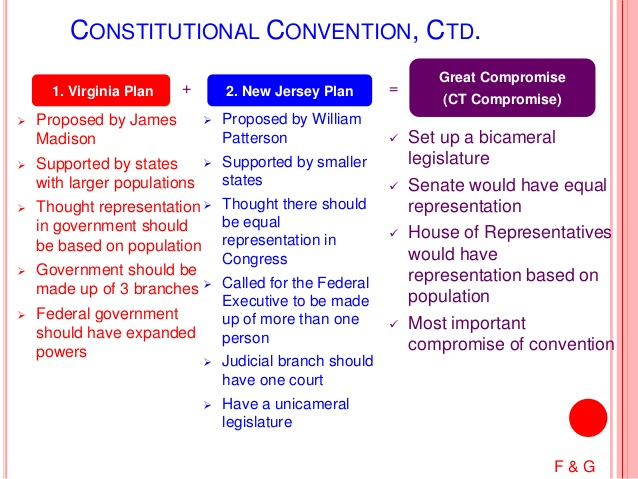 CONSTITUTIONAL CONVENTION, CTD.
1. Virginia Plan
+
2. New Jersey Plan
=
Great Compromise
(CT Compromise)
Proposed by James
Madison
Supported by states
with larger populations
Thought representation
in government should
be based on population
Government should be
made up of 3 branches
Federal government
should have expanded
powers
Proposed by William
Patterson
Supported by smaller
states
Thought there should
be equal
representation in
Congress
Called for the Federal
Executive to be made
up of more than one
person
Judicial branch should
have one court
Have a unicameral
legislature
Set up a bicameral
legislature
Senate would have equal
representation
House of Representatives
would have
representation based on
population
Most important
compromise of convention
F & G